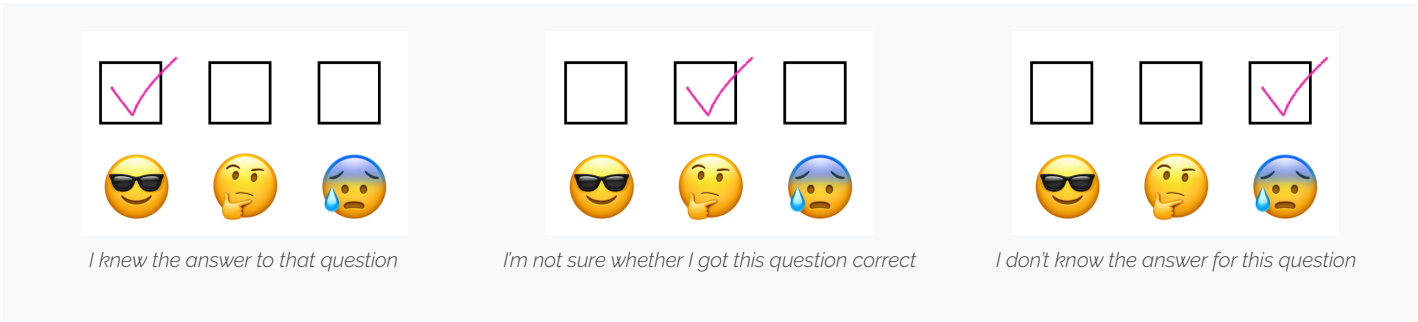 I knew the answer to that question
I'm not sure whether I got this question correct
I don't know the answer for this question